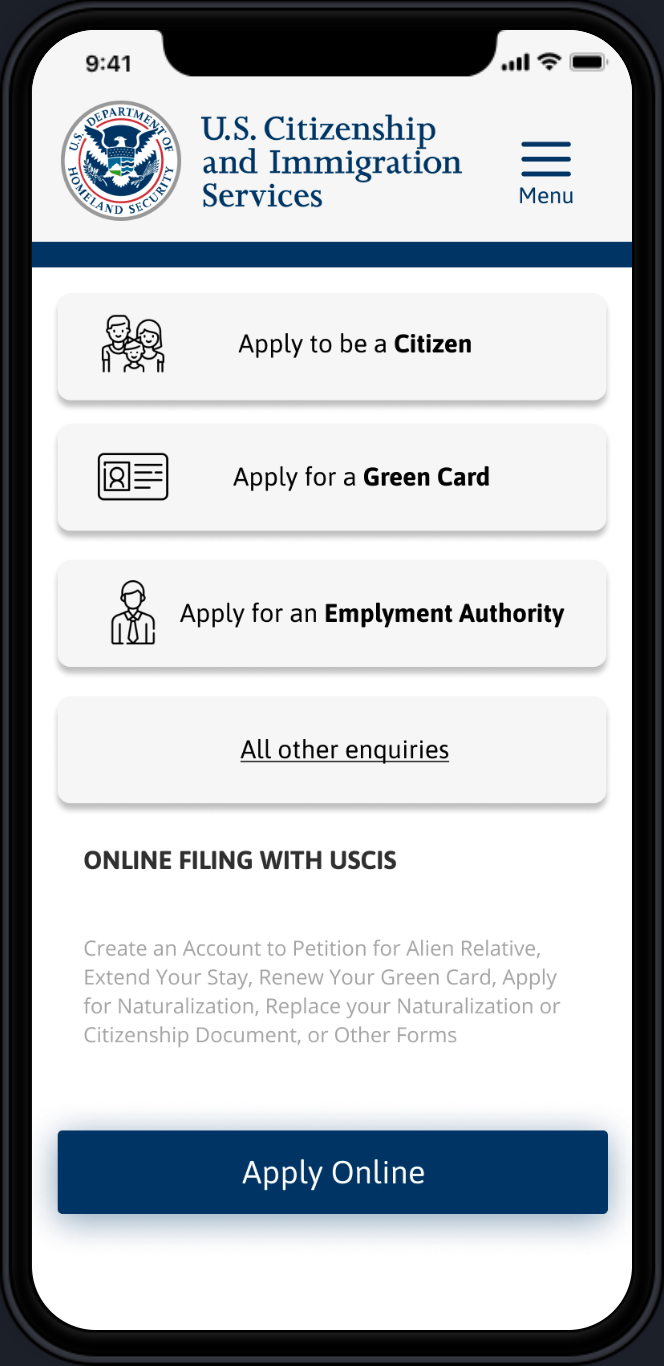 9:41
U.S. DEPARTMENT OF
HOMELAND SECURITY
U.S. Citizenship
and Immigration
Services
Menu
Apply to be a Citizen
Apply for a Green Card
Apply for an Emplyment Authority
All other enquiries
ONLINE FILING WITH USCIS
Create an Account to Petition for Alien Relative,
Extend Your Stay, Renew Your Green Card, Apply
for Naturalization, Replace your Naturalization or
Citizenship Document, or Other Forms
Apply Online